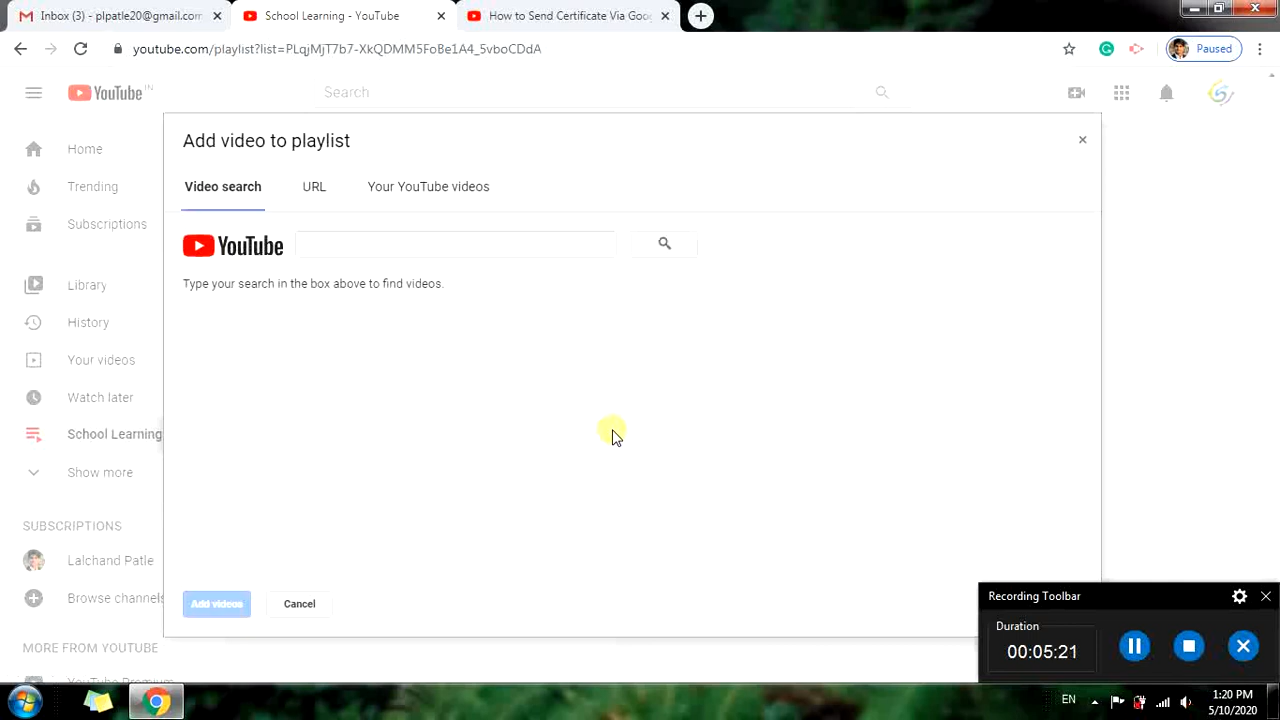 Inbox (3) - plpatle20@gmail.com
School Learning - YouTube
How to Send Certificate Via Goo
youtube.com/playlist?list=PLqjMjT7b7-XkQDMM5FoBe1A4_5vboCDdA
Paused
YouTube IN
Search
Add video to playlist
Home
Video search
URL
Your YouTube videos
Trending
Subscriptions
YouTube
Type your search in the box above to find videos.
Library
History
Your videos
Watch later
School Learning
Show more
SUBSCRIPTIONS
Lalchand Patle
Browse channels
Add videos
Cancel
MORE FROM YOUTUBE
YouTube Premium
Recording Toolbar
Duration
00:05:21
EN
1:20 PM
5/10/2020